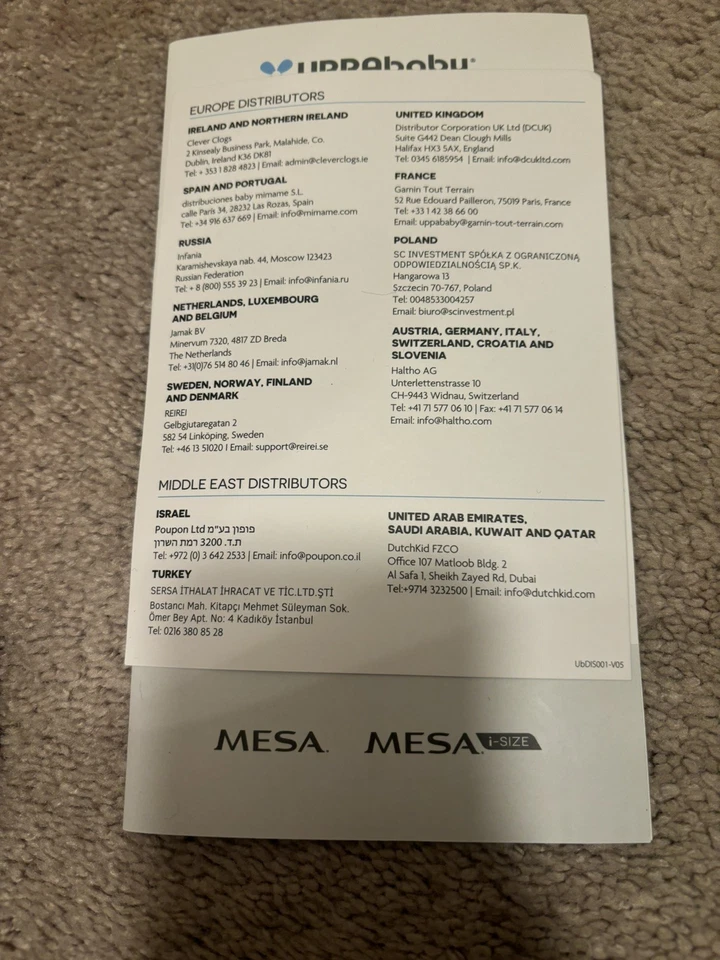 UPPAbaby
EUROPE DISTRIBUTORS
IRELAND AND NORTHERN IRELAND
Clever Clogs
2 Kinsealy Business Park, Malahide, Co.
Dublin, Ireland K36 DK81
Tel: + 353 1 828 4823 | Email: admin@cleverclogs.ie
SPAIN AND PORTUGAL
distribuciones baby mimame S.L.
calle París 34, 28232 Las Rozas, Spain
Tel: +34 916 637 669 | Email: info@mimame.com
RUSSIA
Infania
Karamishevskaya nab. 44, Moscow 123423
Russian Federation
Tel: + 8 (800) 555 39 23 | Email: info@infania.ru
NETHERLANDS, LUXEMBOURG
AND BELGIUM
Jamak BV
Minervum 7320, 4817 ZD Breda
The Netherlands
Tel: +31(0)76 514 80 46 | Email: info@jamak.nl
SWEDEN, NORWAY, FINLAND
AND DENMARK
REIREI
Gelbgjutaregatan 2
582 54 Linköping, Sweden
Tel: +46 13 51020 | Email: support@reirei.se
UNITED KINGDOM
Distributor Corporation UK Ltd (DCUK)
Suite G442 Dean Clough Mills
Halifax HX3 5AX, England
Tel: 0345 6185954 | Email: info@dcukltd.com
FRANCE
Gamin Tout Terrain
52 Rue Edouard Pailleron, 75019 Paris, France
Tel: +33 1 42 38 66 00
Email: uppababy@gamin-tout-terrain.com
POLAND
SC INVESTMENT SPÓŁKA Z OGRANICZONĄ
ODPOWIEDZIALNOŚCIĄ SP.K.
Hangarowa 13
Szczecin 70-767, Poland
Tel: 0048533004257
Email: biuro@scinvestment.pl
AUSTRIA, GERMANY, ITALY,
SWITZERLAND, CROATIA AND
SLOVENIA
Haltho AG
Unterlettenstrasse 10
CH-9443 Widnau, Switzerland
Tel: +41 71 577 06 10 | Fax: +41 71 577 06 14
Email: info@haltho.com
MIDDLE EAST DISTRIBUTORS
ISRAEL
Poupon Ltd פופון בע"מ
ת.ד. 3200 רמת השרון
Tel: +972 (0) 3 642 2533 | Email: info@poupon.co.il
TURKEY
SERSA İTHALAT İHRACAT VE TİC.LTD.ŞTİ
Bostancı Mah. Kitapçı Mehmet Süleyman Sok.
Ömer Bey Apt. No: 4 Kadıköy İstanbul
Tel: 0216 380 85 28
UNITED ARAB EMIRATES,
SAUDI ARABIA, KUWAIT AND QATAR
DutchKid FZCO
Office 107 Matloob Bldg. 2
Al Safa 1, Sheikh Zayed Rd, Dubai
Tel:+9714 3232500 | Email: info@dutchkid.com
UbDIS001-V05
MESA. MESA. i-SIZE